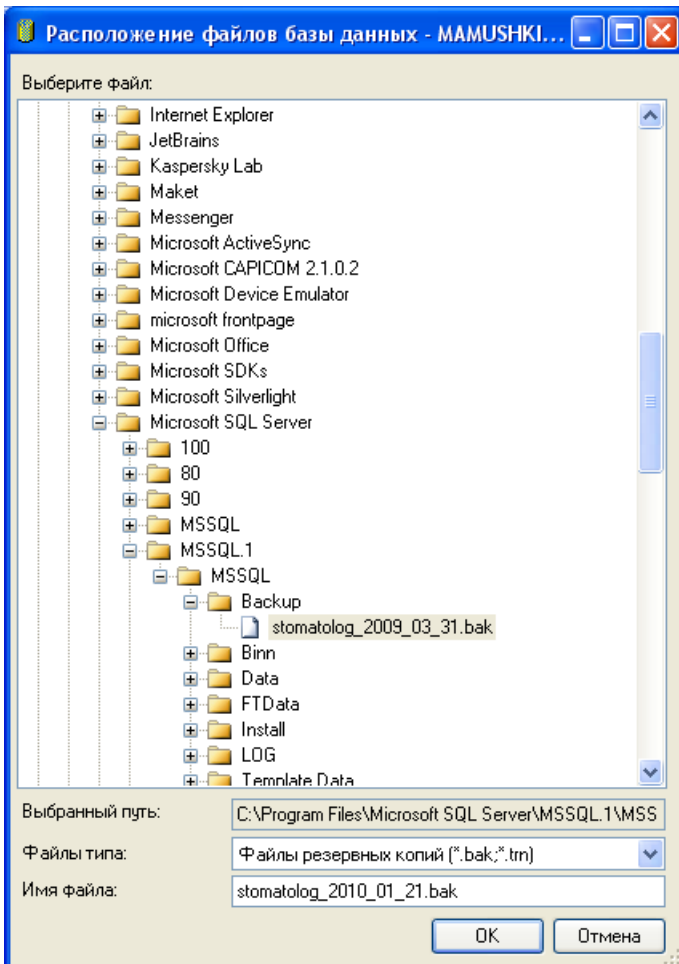 Расположение файлов базы данных - MAMUSHKI...
Выберите файл:
Internet Explorer
JetBrains
Kaspersky Lab
Maket
Messenger
Microsoft ActiveSync
Microsoft CAPICOM 2.1.0.2
Microsoft Device Emulator
microsoft frontpage
Microsoft Office
Microsoft SDKs
Microsoft Silverlight
Microsoft SQL Server
100
80
90
MSSQL
MSSQL.1
MSSQL
Backup
stomatolog_2009_03_31.bak
Binn
Data
FTData
Install
LOG
Template Data
Выбранный путь: C:\Program Files\Microsoft SQL Server\MSSQL.1\MSS
Файлы типа: Файлы резервных копий (*.bak;*.trn)
Имя файла: stomatolog_2010_01_21.bak
OK Отмена